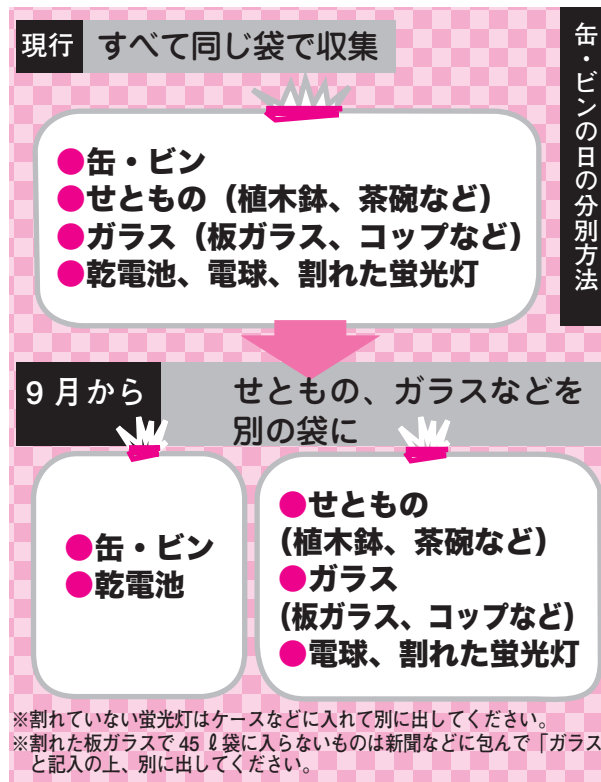 缶・ビンの日の分別方法
現行 すべて同じ袋で収集
●缶・ビン
●せともの（植木鉢、茶碗など）
●ガラス（板ガラス、コップなど）
●乾電池、電球、割れた蛍光灯
9月から せともの、ガラスなどを
別の袋に
●缶・ビン
●乾電池
●せともの
（植木鉢、茶碗など）
●ガラス
（板ガラス、コップなど）
●電球、割れた蛍光灯
※割れていない蛍光灯はケースなどに入れて別に出してください。
※割れた板ガラスで45ℓ袋に入らないものは新聞などに包んで「ガラス
と記入の上、別に出してください。